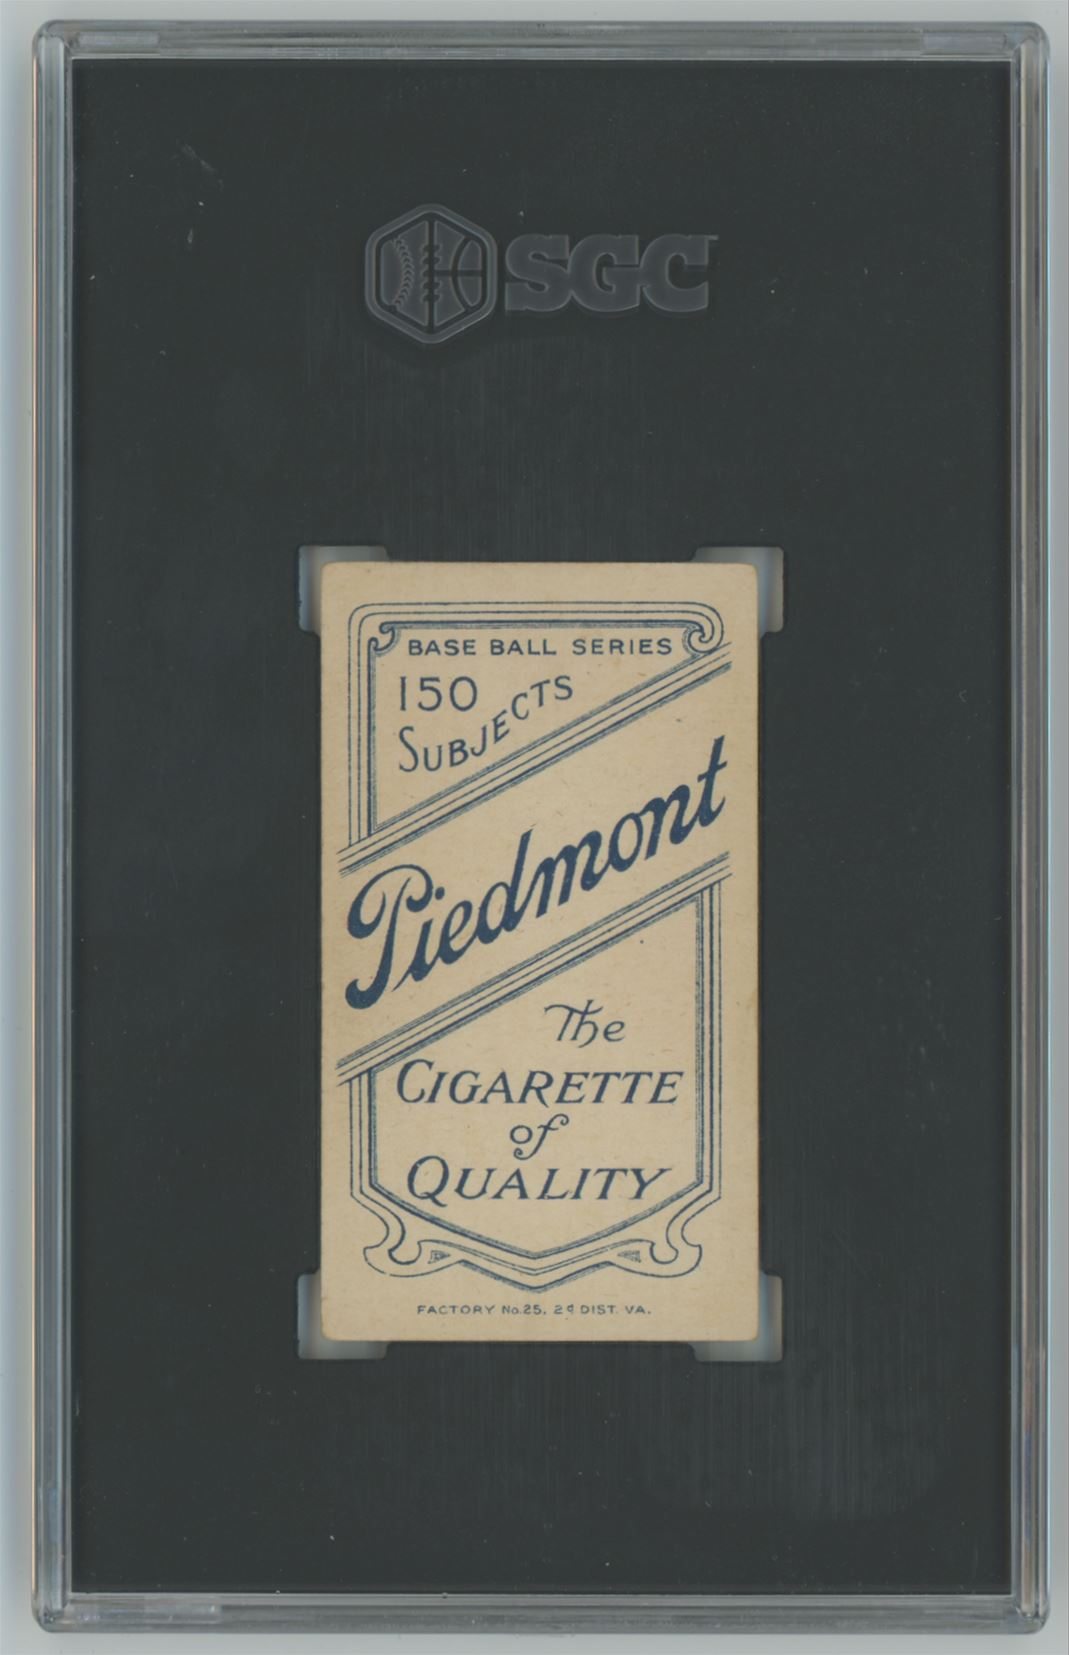 SGC
BASE BALL SERIES
150
SUBJECTS
Piedmont
The
CIGARETTE
of
QUALITY
FACTORY No.25. 2d DIST. VA.